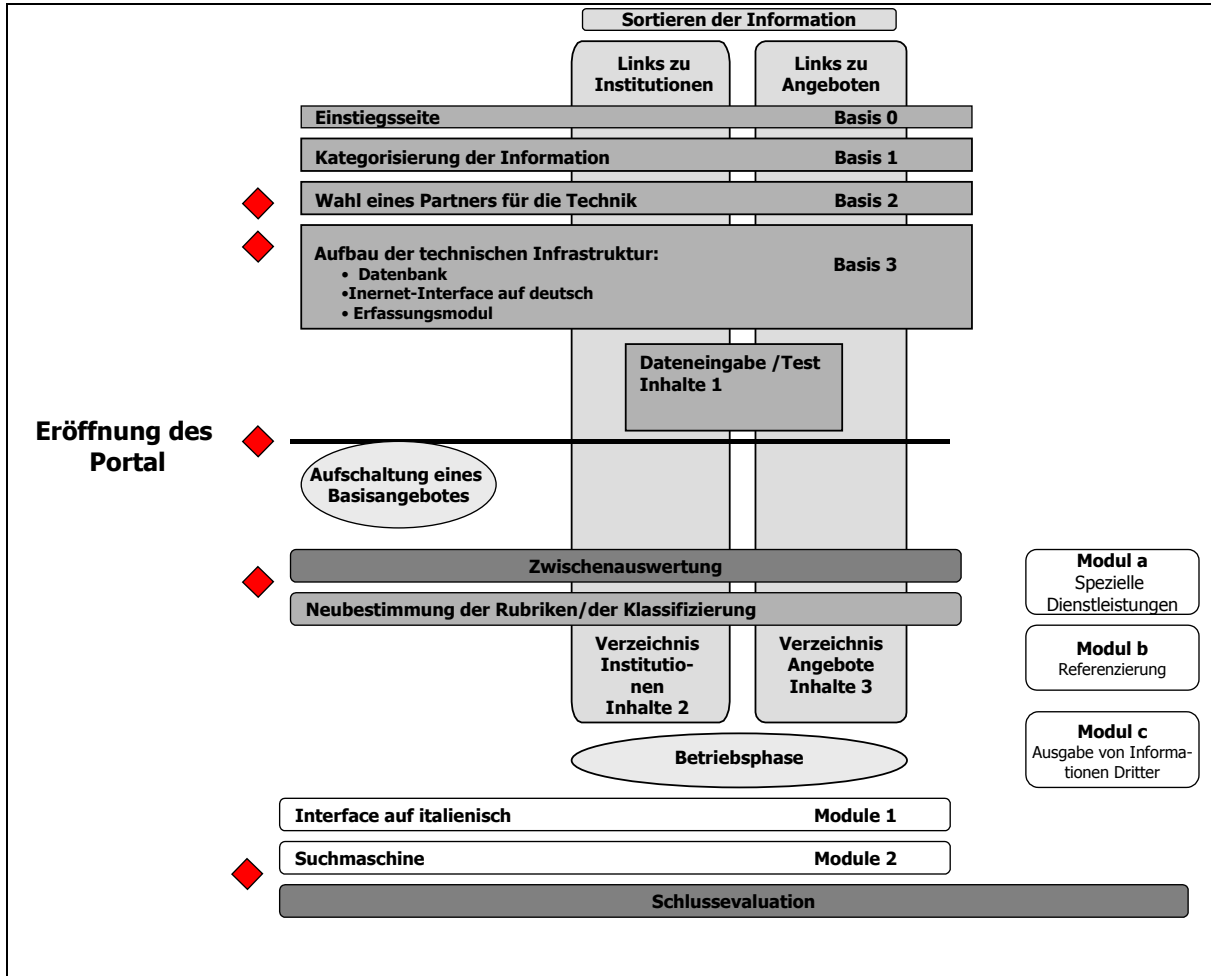 Sortieren der Information
Links zu
Institutionen
Links zu
Angeboten
Einstiegsseite Basis 0
Kategorisierung der Information Basis 1
Wahl eines Partners für die Technik Basis 2
Aufbau der technischen Infrastruktur: Basis 3
• Datenbank
•Inernet-Interface auf deutsch
• Erfassungsmodul
Dateneingabe /Test
Inhalte 1
Eröffnung des
Portal
Aufschaltung eines
Basisangebotes
Zwischenauswertung
Neubestimmung der Rubriken/der Klassifizierung
Verzeichnis
Institutio-
nen
Inhalte 2
Verzeichnis
Angebote
Inhalte 3
Modul a
Spezielle
Dienstleistungen
Modul b
Referenzierung
Modul c
Ausgabe von Informa-
tionen Dritter
Betriebsphase
Interface auf italienisch Module 1
Suchmaschine Module 2
Schlussevaluation